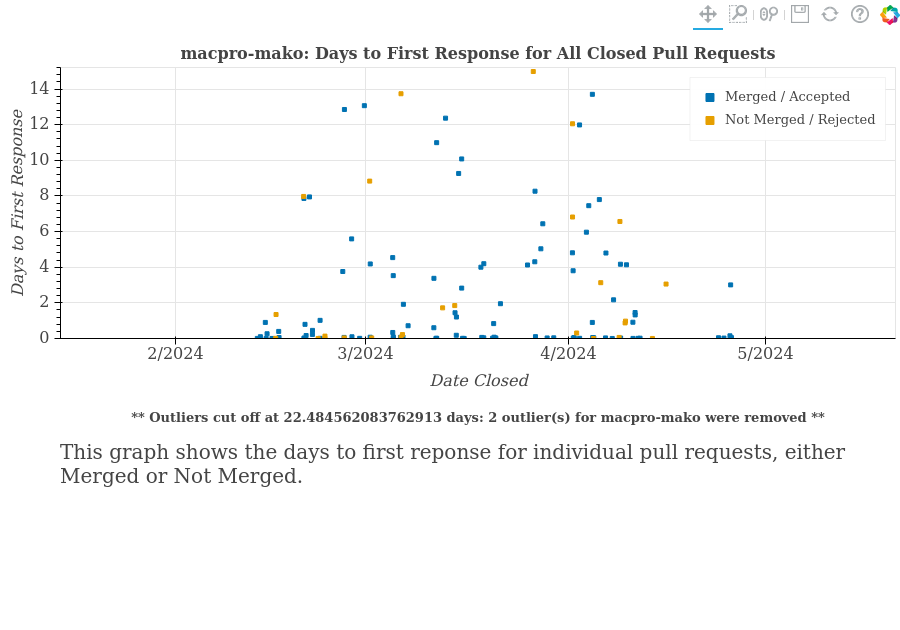 macpro-mako: Days to First Response for All Closed Pull Requests
14
12
10
8
6
4
2
0
Days to First Response
Merged / Accepted
Not Merged / Rejected
2/2024
3/2024
4/2024
5/2024
Date Closed
** Outliers cut off at 22.484562083762913 days: 2 outlier(s) for macpro-mako were removed **
This graph shows the days to first reponse for individual pull requests, either
Merged or Not Merged.